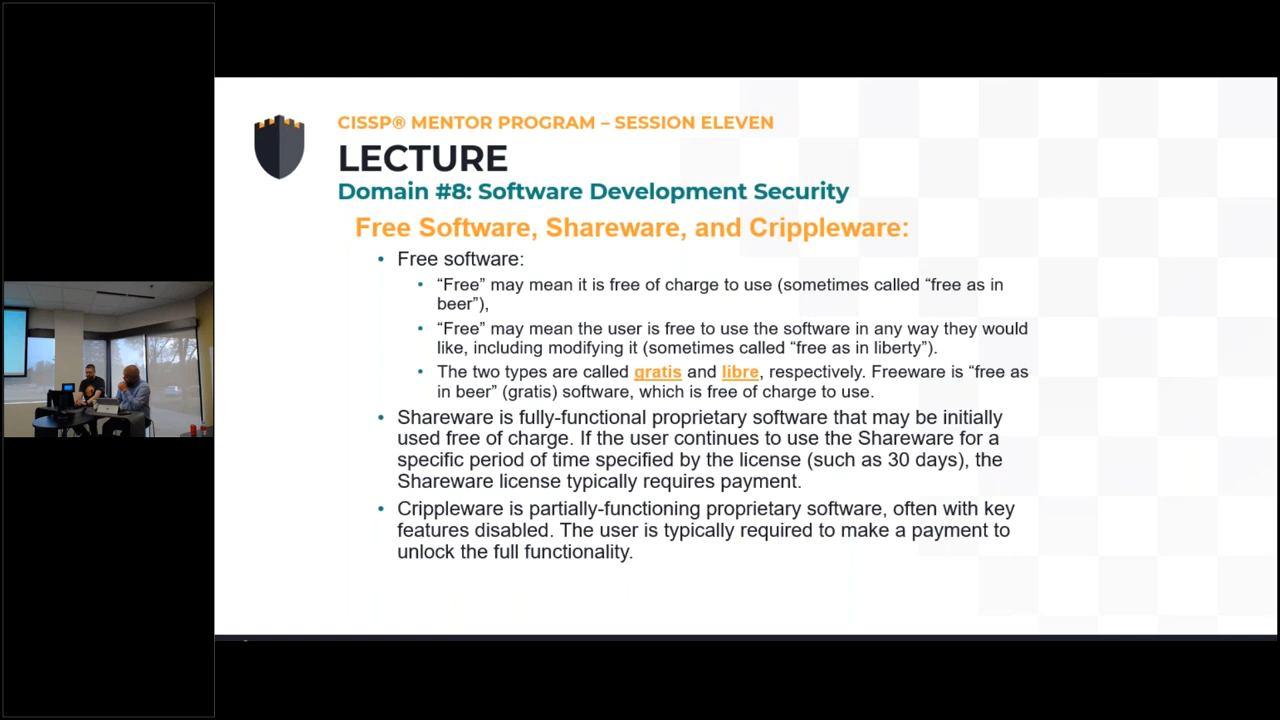 CISSP® MENTOR PROGRAM – SESSION ELEVEN
LECTURE
Domain #8: Software Development Security
Free Software, Shareware, and Crippleware:
• Free software:
• “Free” may mean it is free of charge to use (sometimes called “free as in
beer”),
• “Free” may mean the user is free to use the software in any way they would
like, including modifying it (sometimes called “free as in liberty”).
• The two types are called gratis and libre, respectively. Freeware is “free as
in beer” (gratis) software, which is free of charge to use.
• Shareware is fully-functional proprietary software that may be initially
used free of charge. If the user continues to use the Shareware for a
specific period of time specified by the license (such as 30 days), the
Shareware license typically requires payment.
• Crippleware is partially-functioning proprietary software, often with key
features disabled. The user is typically required to make a payment to
unlock the full functionality.